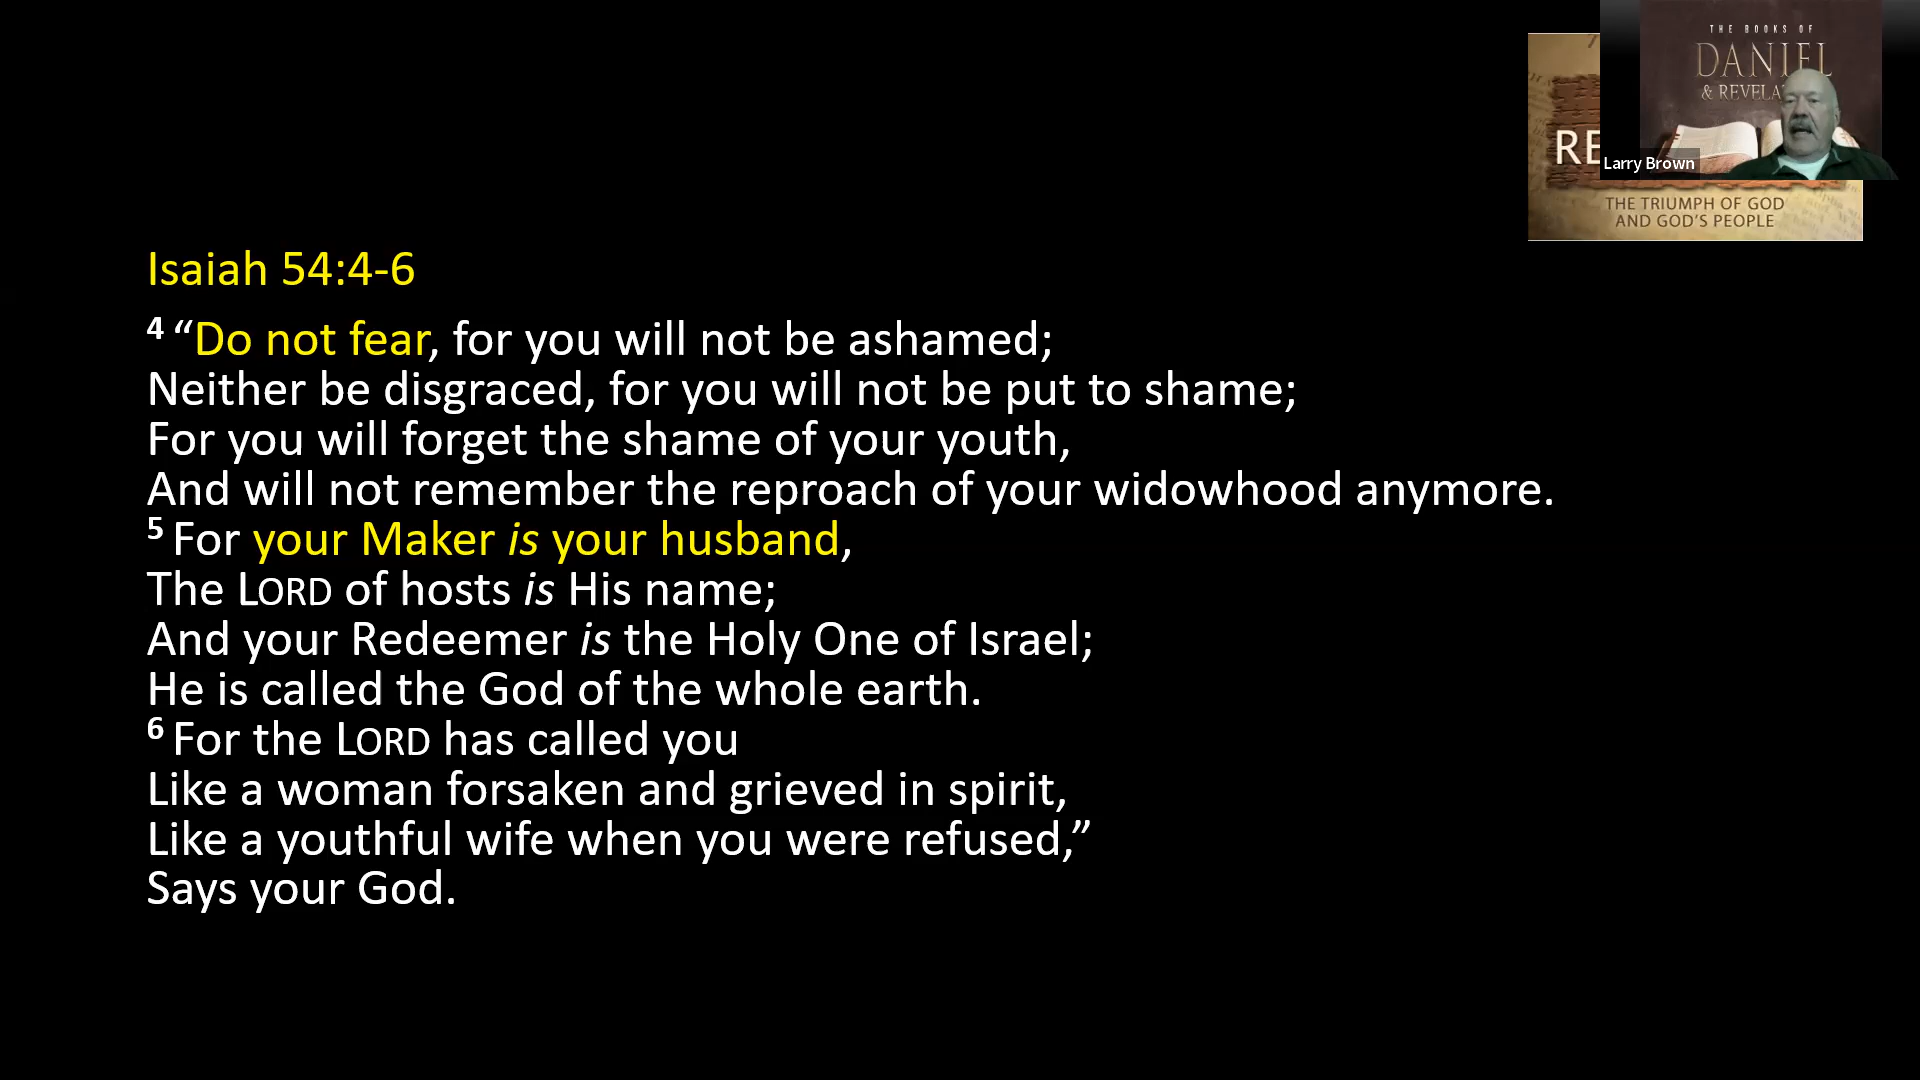 THE BOOKS OF
DANIEL
& REVELA
RE
Larry Brown
THE TRIUMPH OF GOD
AND GOD'S PEOPLE
Isaiah 54:4-6
4 “Do not fear, for you will not be ashamed;
Neither be disgraced, for you will not be put to shame;
For you will forget the shame of your youth,
And will not remember the reproach of your widowhood anymore.
5 For your Maker is your husband,
The LORD of hosts is His name;
And your Redeemer is the Holy One of Israel;
He is called the God of the whole earth.
6 For the LORD has called you
Like a woman forsaken and grieved in spirit,
Like a youthful wife when you were refused,”
Says your God.